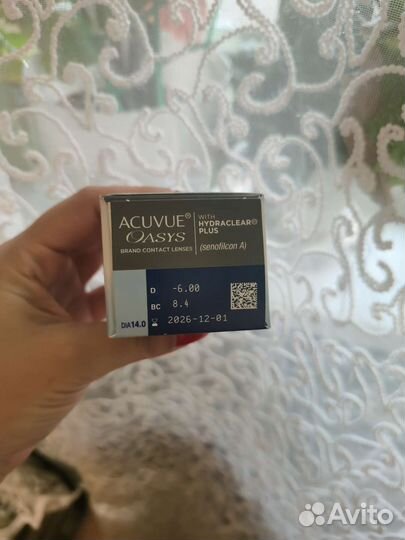 ACUVUE®
OASYS
BRAND CONTACT LENSES
WITH
HYDRACLEAR®
PLUS
(senofilcon A)
D -6.00
BC 8.4
DIA14.0 2026-12-01
Avito